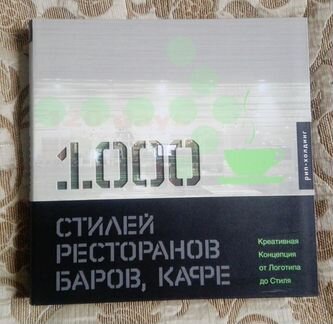 1.000
рип-холдинг
СТИЛЕЙ
РЕСТОРАНОВ
БАРОВ, КАФЕ
Креативная
Концепция
от Логотипа
до Стиля